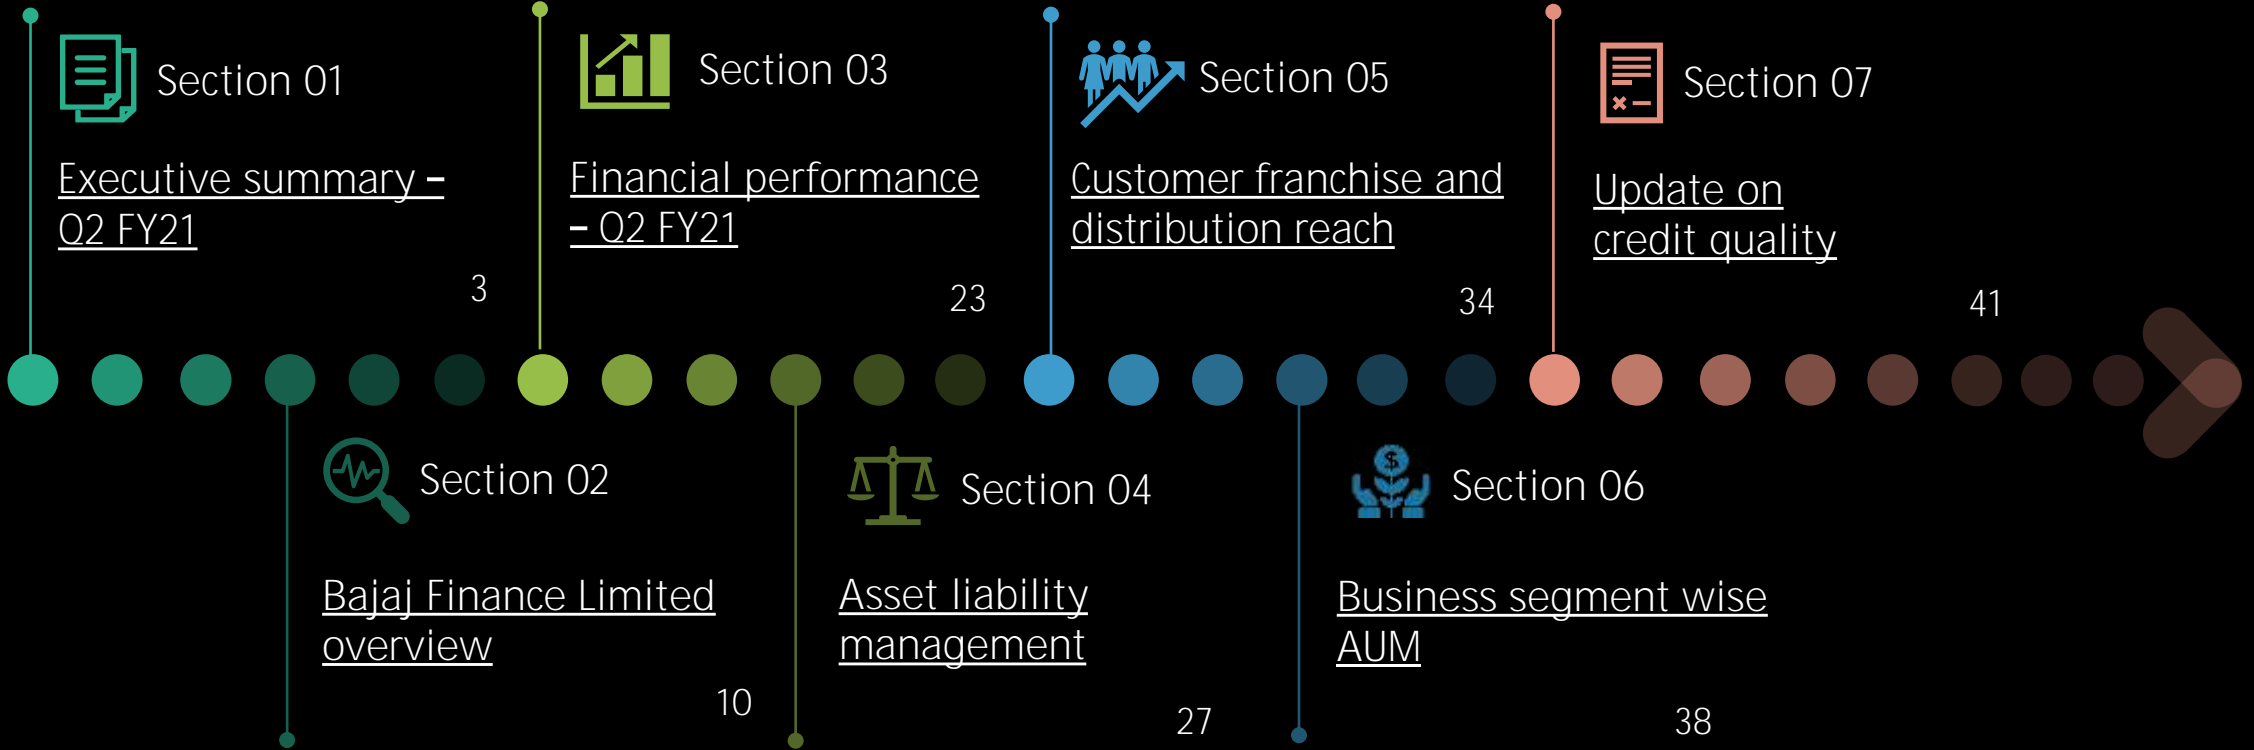 Section 01
Executive summary –
Q2 FY21
3
Section 02
Bajaj Finance Limited
overview
10
Section 03
Financial performance
– Q2 FY21
23
Section 04
Asset liability
management
27
Section 05
Customer franchise and
distribution reach
34
Section 06
Business segment wise
AUM
38
Section 07
Update on
credit quality
41